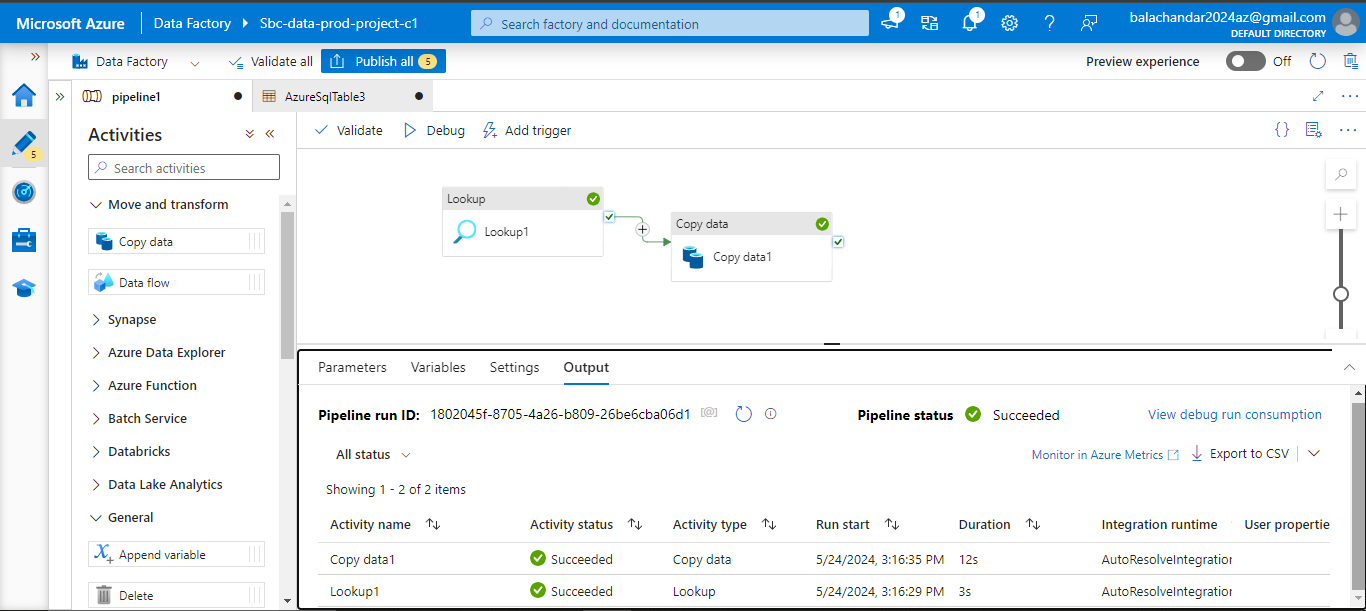 Microsoft Azure
Data Factory
Sbc-data-prod-project-c1
Search factory and documentation
1
1
balachandar2024az@gmail.com
DEFAULT DIRECTORY
Data Factory
Validate all
Publish all
5
Preview experience
Off
pipeline1
AzureSqlTable3
5
Activities
Search activities
Move and transform
Copy data
Data flow
Synapse
Azure Data Explorer
Azure Function
Batch Service
Databricks
Data Lake Analytics
General
Append variable
Delete
Validate
Debug
Add trigger
Lookup
Lookup1
Copy data
Copy data1
Parameters
Variables
Settings
Output
Pipeline run ID: 1802045f-8705-4a26-b809-26be6cba06d1
Pipeline status
Succeeded
View debug run consumption
All status
Monitor in Azure Metrics
Export to CSV
Showing 1 - 2 of 2 items
Activity name Activity status Activity type Run start Duration Integration runtime User propertie
Copy data1 Succeeded Copy data 5/24/2024, 3:16:35 PM 12s AutoResolveIntegration
Lookup1 Succeeded Lookup 5/24/2024, 3:16:29 PM 3s AutoResolveIntegration